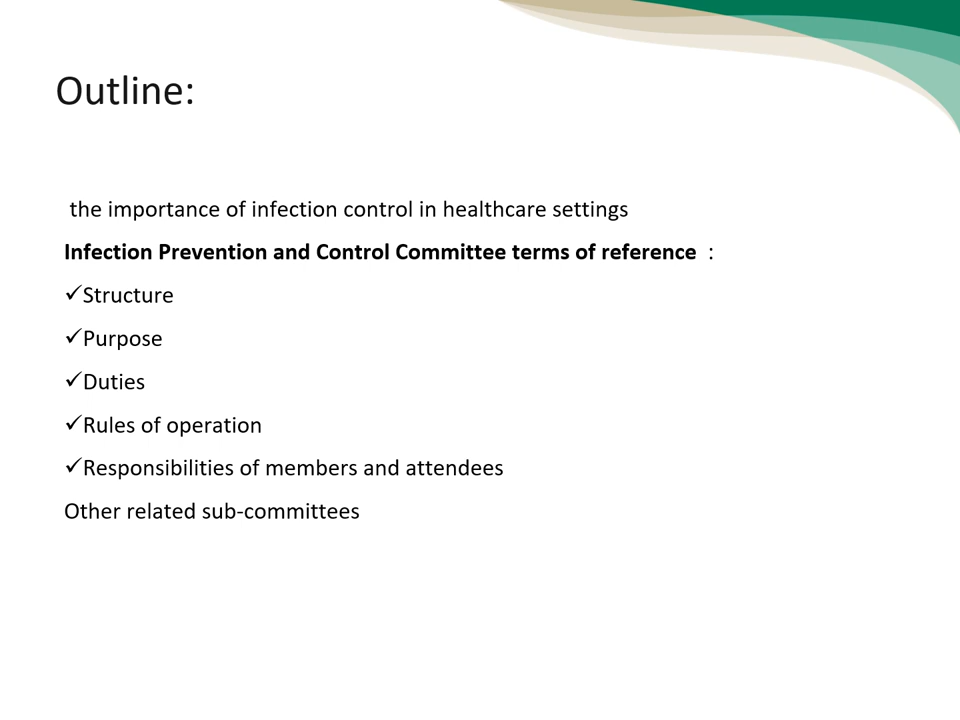 Outline:
the importance of infection control in healthcare settings
Infection Prevention and Control Committee terms of reference :
✓Structure
✓Purpose
✓Duties
✓Rules of operation
✓Responsibilities of members and attendees
Other related sub-committees